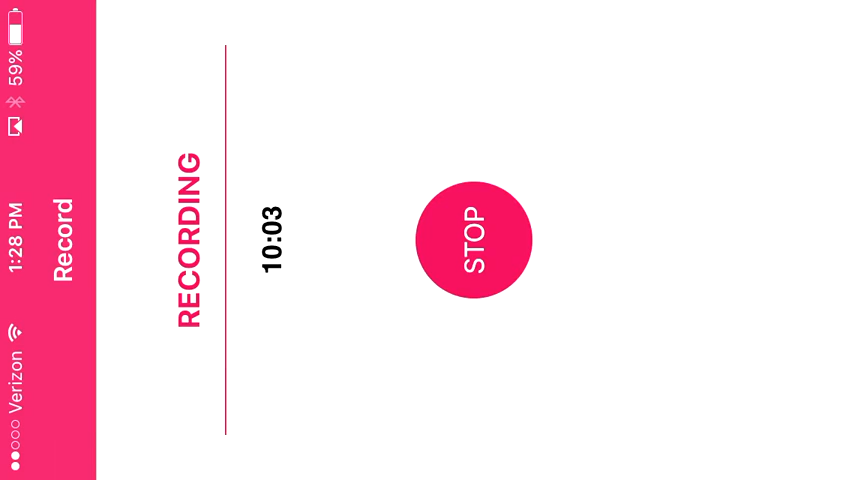 Verizon 1:28 PM 59%
Record
RECORDING
10:03
STOP